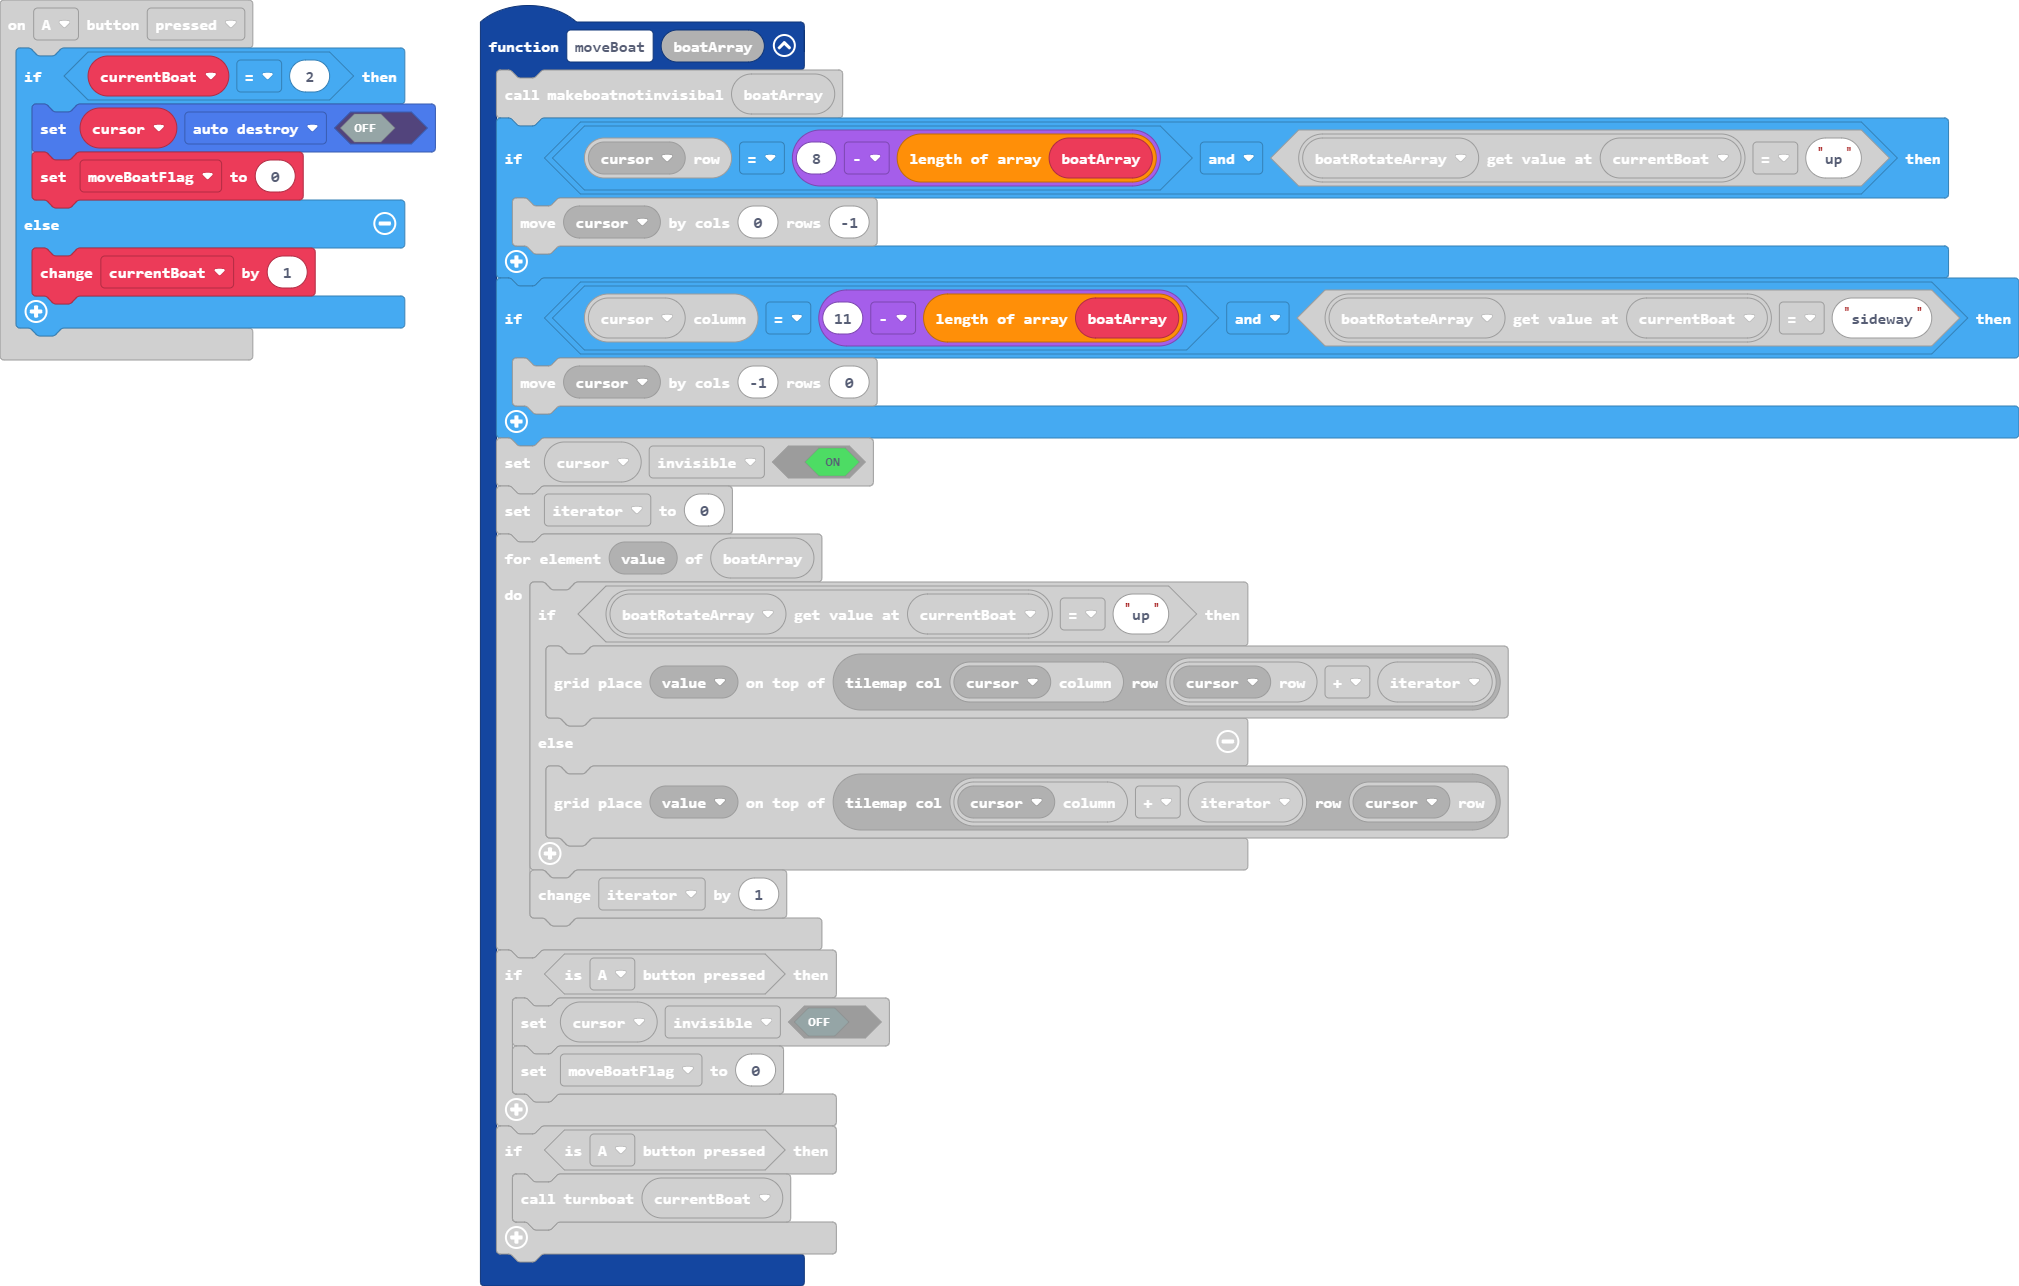 on A button pressed
if currentBoat = 2 then
set cursor auto destroy OFF
set moveBoatFlag to 0
else
change currentBoat by 1
function moveBoat boatArray
call makeboatnotinvisibal boatArray
if cursor row = 8 - length of array boatArray and boatRotateArray get value at currentBoat = "up" then
move cursor by cols 0 rows -1
if cursor column = 11 - length of array boatArray and boatRotateArray get value at currentBoat = "sideway" then
move cursor by cols -1 rows 0
set cursor invisible ON
set iterator to 0
for element value of boatArray
do
if boatRotateArray get value at currentBoat = "up" then
grid place value on top of tilemap col cursor column row cursor row + iterator
else
grid place value on top of tilemap col cursor column + iterator row cursor row
change iterator by 1
if is A button pressed then
set cursor invisible OFF
set moveBoatFlag to 0
if is A button pressed then
call turnboat currentBoat